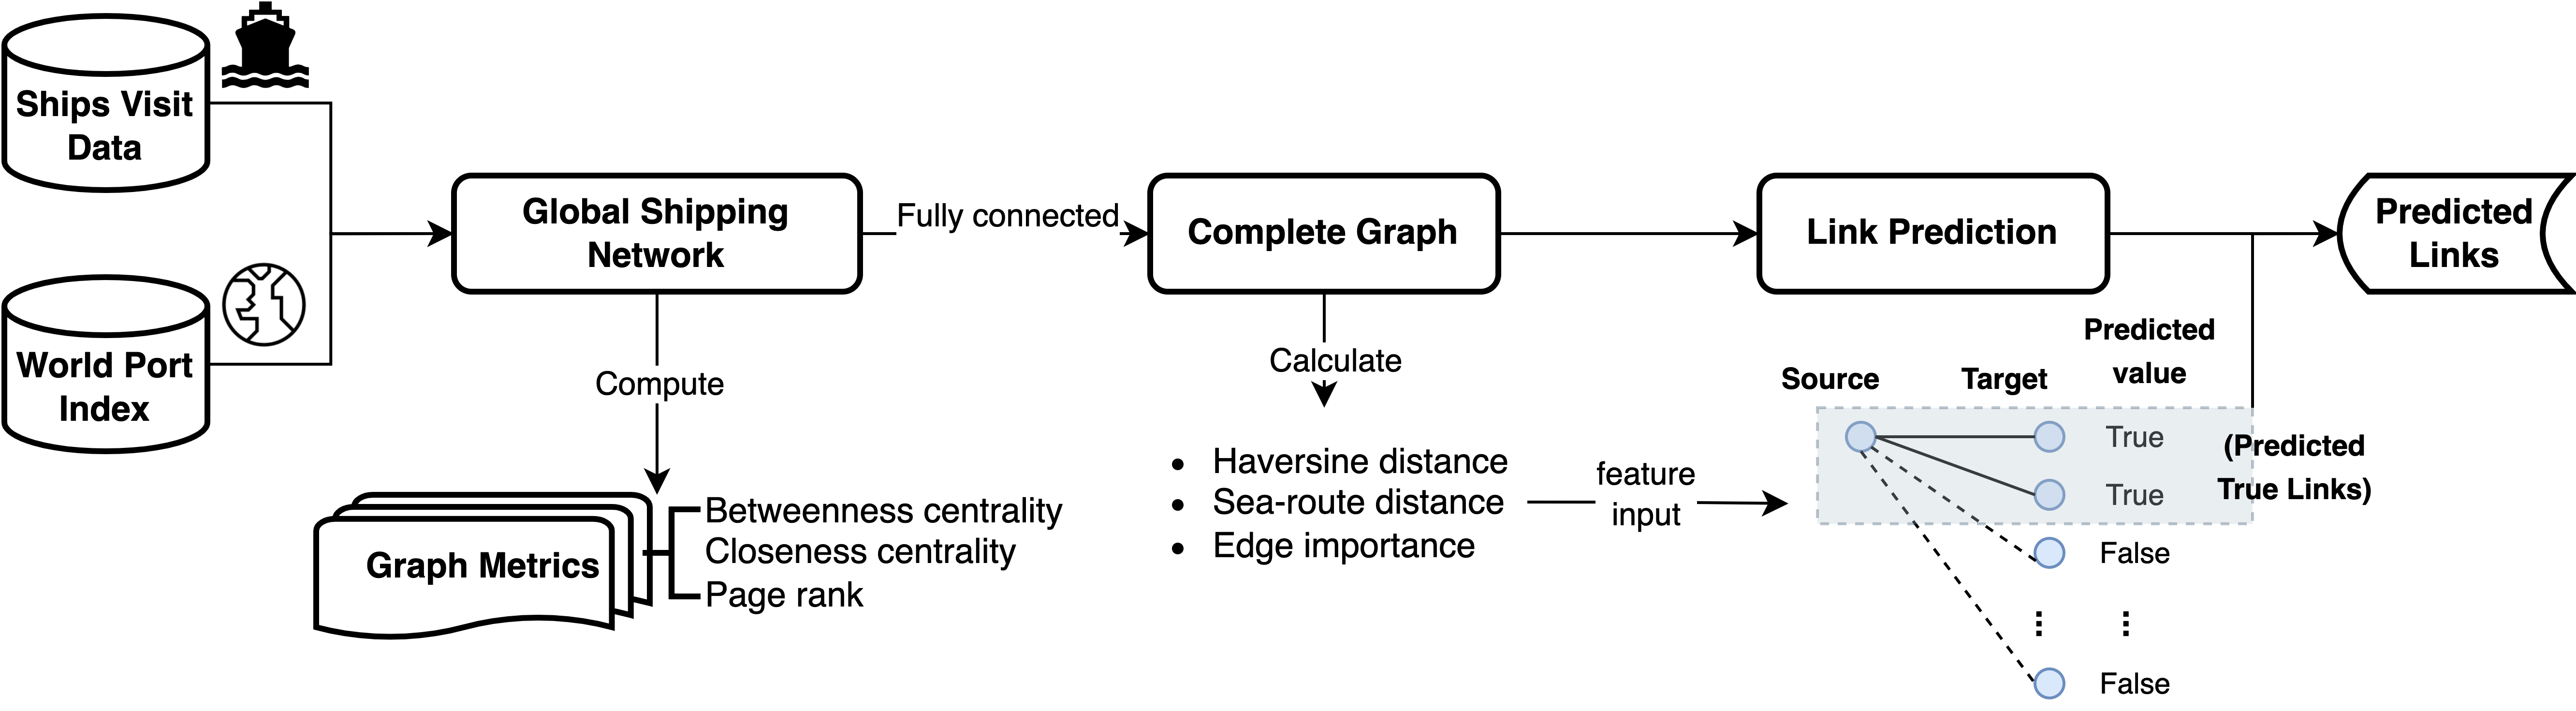 Ships Visit
Data
World Port
Index
Global Shipping
Network
Fully connected
Complete Graph
Link Prediction
Predicted
Links
Compute
Graph Metrics
Betweenness centrality
Closeness centrality
Page rank
Calculate
• Haversine distance
• Sea-route distance
• Edge importance
feature
input
Source
Target
Predicted
value
True
True
(Predicted
True Links)
False
⋮ ⋮
False